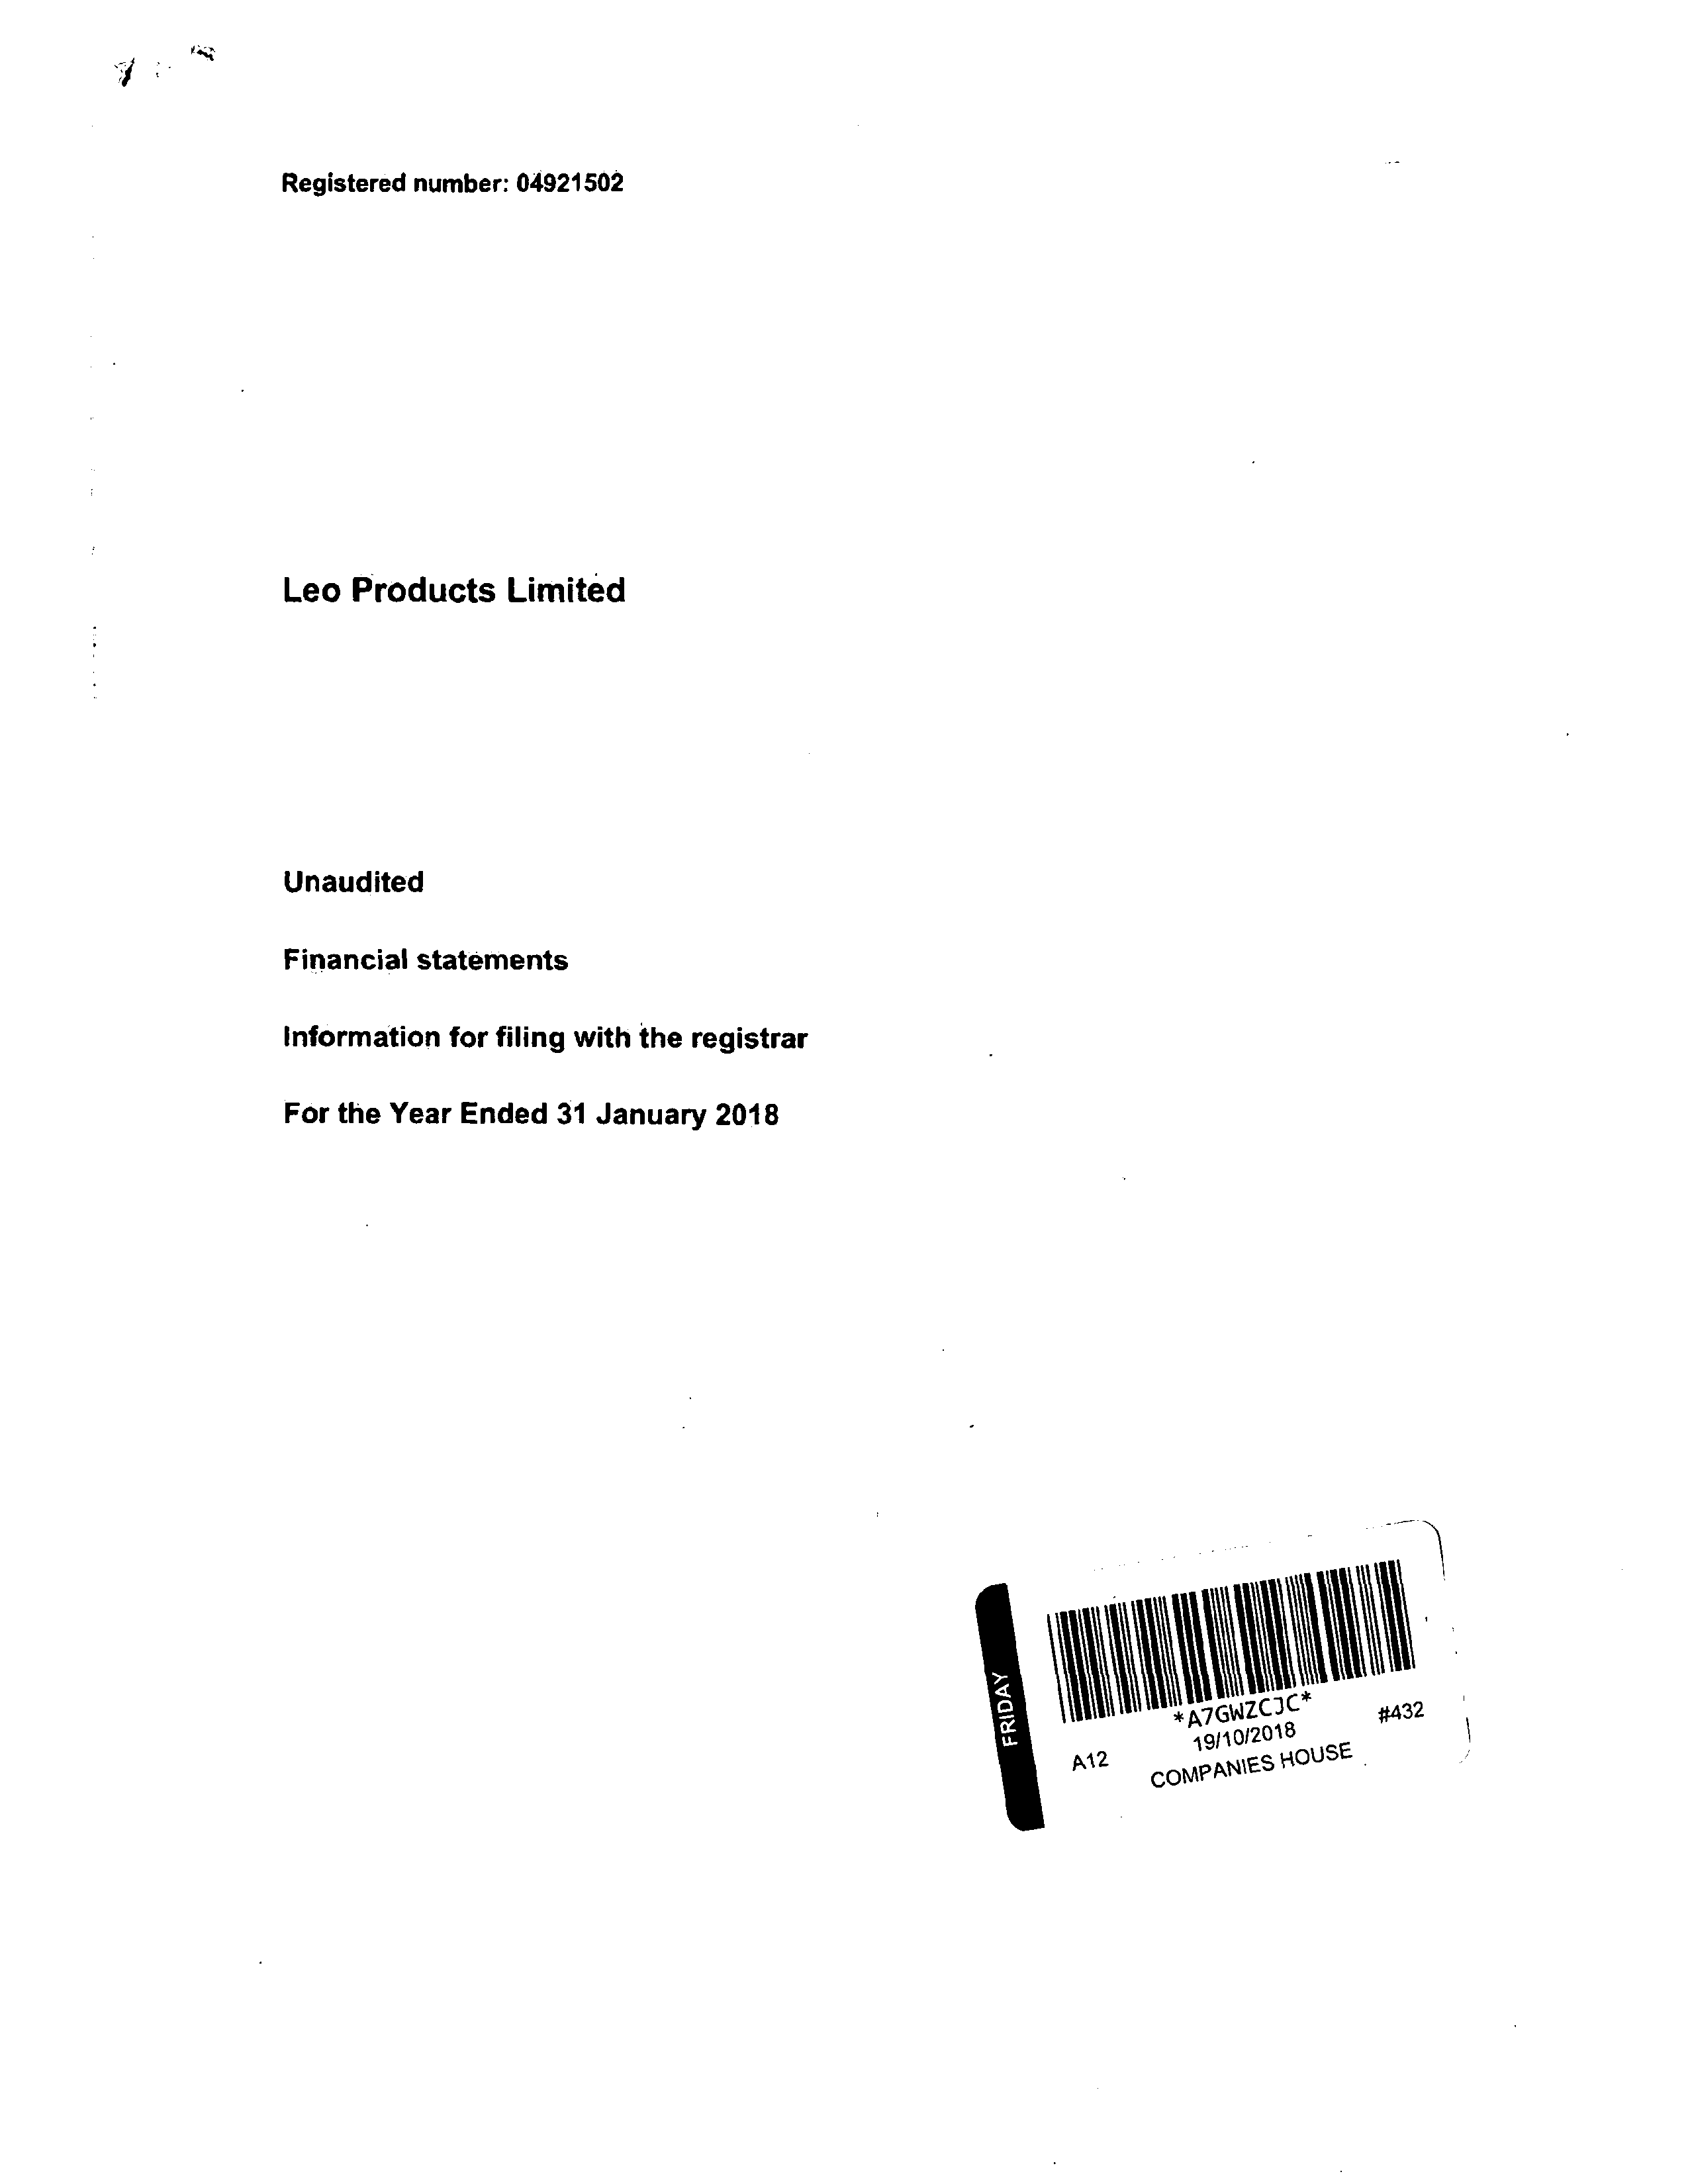 Registered number: 04921502
Leo Products Limited
Unaudited
Financial statements
Information for filing with the registrar
For the Year Ended 31 January 2018
FRIDAY
*A7GWZCJC*
A12 19/10/2018 #432
COMPANIES HOUSE